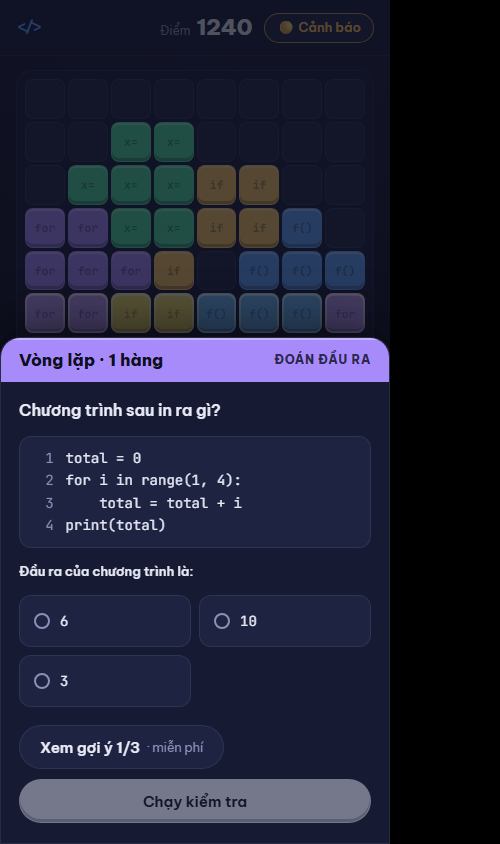 </>
Điểm 1240 Cảnh báo
x= x=
x= x= x= if if
for for x= x= if if f()
for for for if f() f() f()
for for if if f() f() f() for
Vòng lặp · 1 hàng ĐOÁN ĐẦU RA
Chương trình sau in ra gì?
1 total = 0
2 for i in range(1, 4):
3     total = total + i
4 print(total)
Đầu ra của chương trình là:
6 10
3
Xem gợi ý 1/3 · miễn phí
Chạy kiểm tra